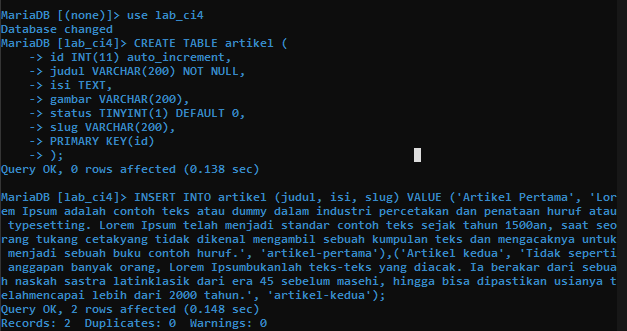 MariaDB [(none)]> use lab_ci4
Database changed
MariaDB [lab_ci4]> CREATE TABLE artikel (
    -> id INT(11) auto_increment,
    -> judul VARCHAR(200) NOT NULL,
    -> isi TEXT,
    -> gambar VARCHAR(200),
    -> status TINYINT(1) DEFAULT 0,
    -> slug VARCHAR(200),
    -> PRIMARY KEY(id)
    -> );
Query OK, 0 rows affected (0.138 sec)

MariaDB [lab_ci4]> INSERT INTO artikel (judul, isi, slug) VALUE ('Artikel Pertama', 'Lor
em Ipsum adalah contoh teks atau dummy dalam industri percetakan dan penataan huruf atau
 typesetting. Lorem Ipsum telah menjadi standar contoh teks sejak tahun 1500an, saat seo
rang tukang cetakyang tidak dikenal mengambil sebuah kumpulan teks dan mengacaknya untuk
 menjadi sebuah buku contoh huruf.', 'artikel-pertama'),('Artikel kedua', 'Tidak seperti
 anggapan banyak orang, Lorem Ipsumbukanlah teks-teks yang diacak. Ia berakar dari sebua
h naskah sastra latinklasik dari era 45 sebelum masehi, hingga bisa dipastikan usianya t
elahmencapai lebih dari 2000 tahun.', 'artikel-kedua');
Query OK, 2 rows affected (0.148 sec)
Records: 2  Duplicates: 0  Warnings: 0